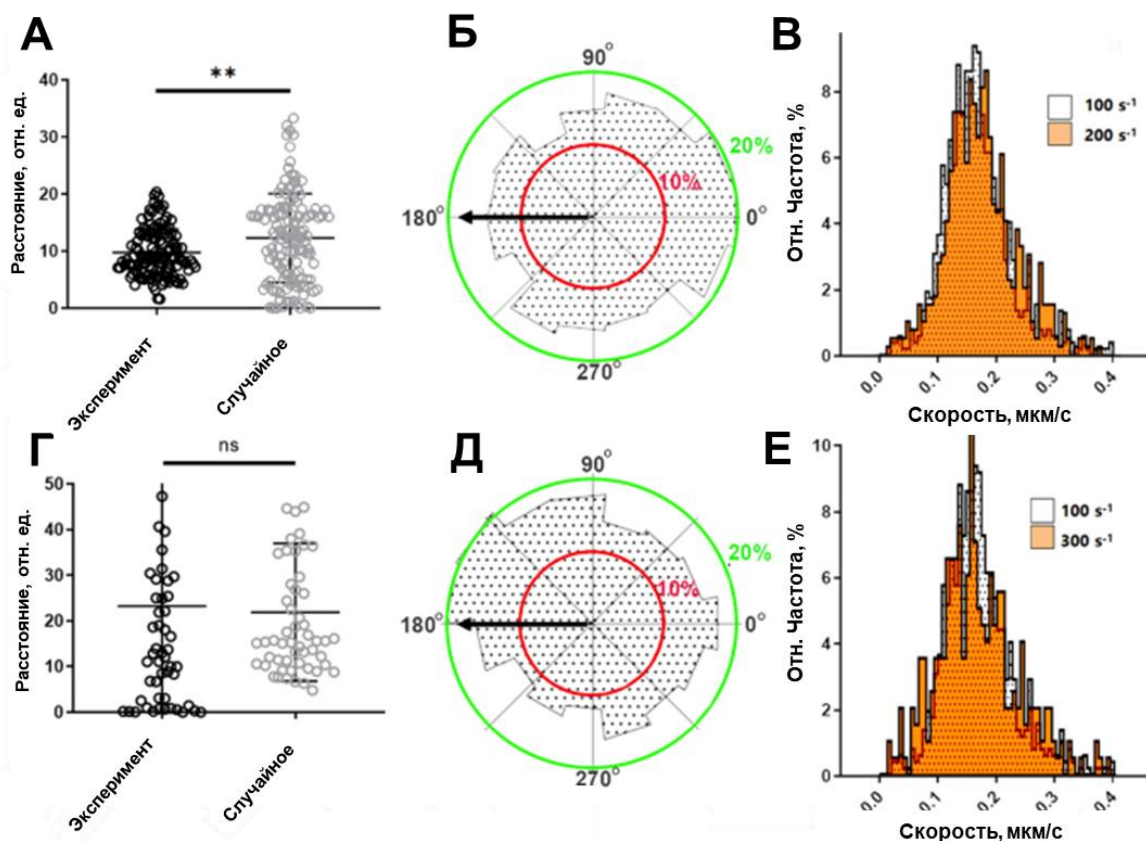 А
Расстояние, отн. ед.
40
30
20
10
0
**
Эксперимент
Случайное
Б
90°
180°
0°
270°
10%
20%
В
Отн. Частота, %
8
6
4
2
0
100 s⁻¹
200 s⁻¹
0.0
0.1
0.2
0.3
0.4
Скорость, мкм/с
Г
Расстояние, отн. ед.
50
40
30
20
10
0
ns
Эксперимент
Случайное
Д
90°
180°
0°
270°
10%
20%
Е
Отн. Частота, %
10
8
6
4
2
0
100 s⁻¹
300 s⁻¹
0.0
0.1
0.2
0.3
0.4
Скорость, мкм/с